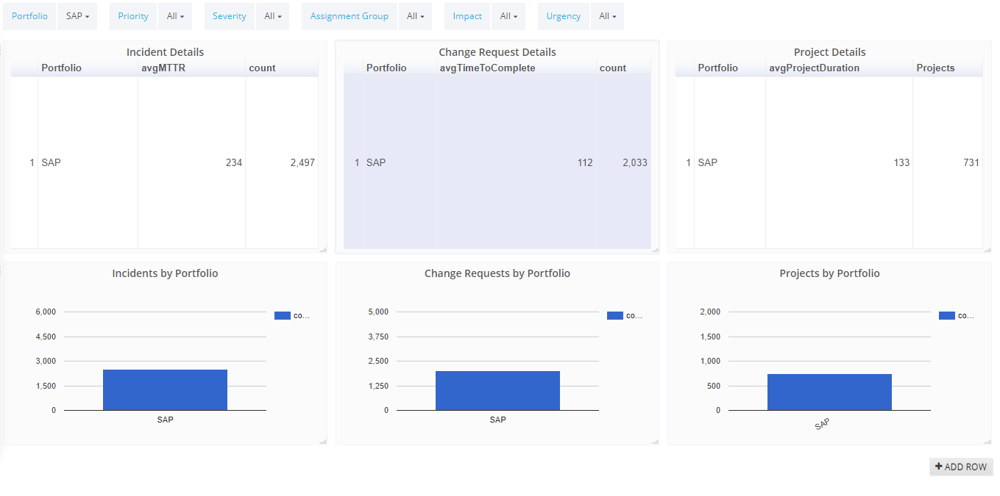 Portfolio SAP Priority All Severity All Assignment Group All Impact All Urgency All
Incident Details
Portfolio avgMTTR count
1 SAP 234 2,497
Change Request Details
Portfolio avgTimeToComplete count
1 SAP 112 2,033
Project Details
Portfolio avgProjectDuration Projects
1 SAP 133 731
Incidents by Portfolio
6,000
4,500
3,000
1,500
0
SAP
co...
Change Requests by Portfolio
5,000
3,750
2,500
1,250
0
SAP
co...
Projects by Portfolio
2,000
1,500
1,000
500
0
SAP
co...
ADD ROW